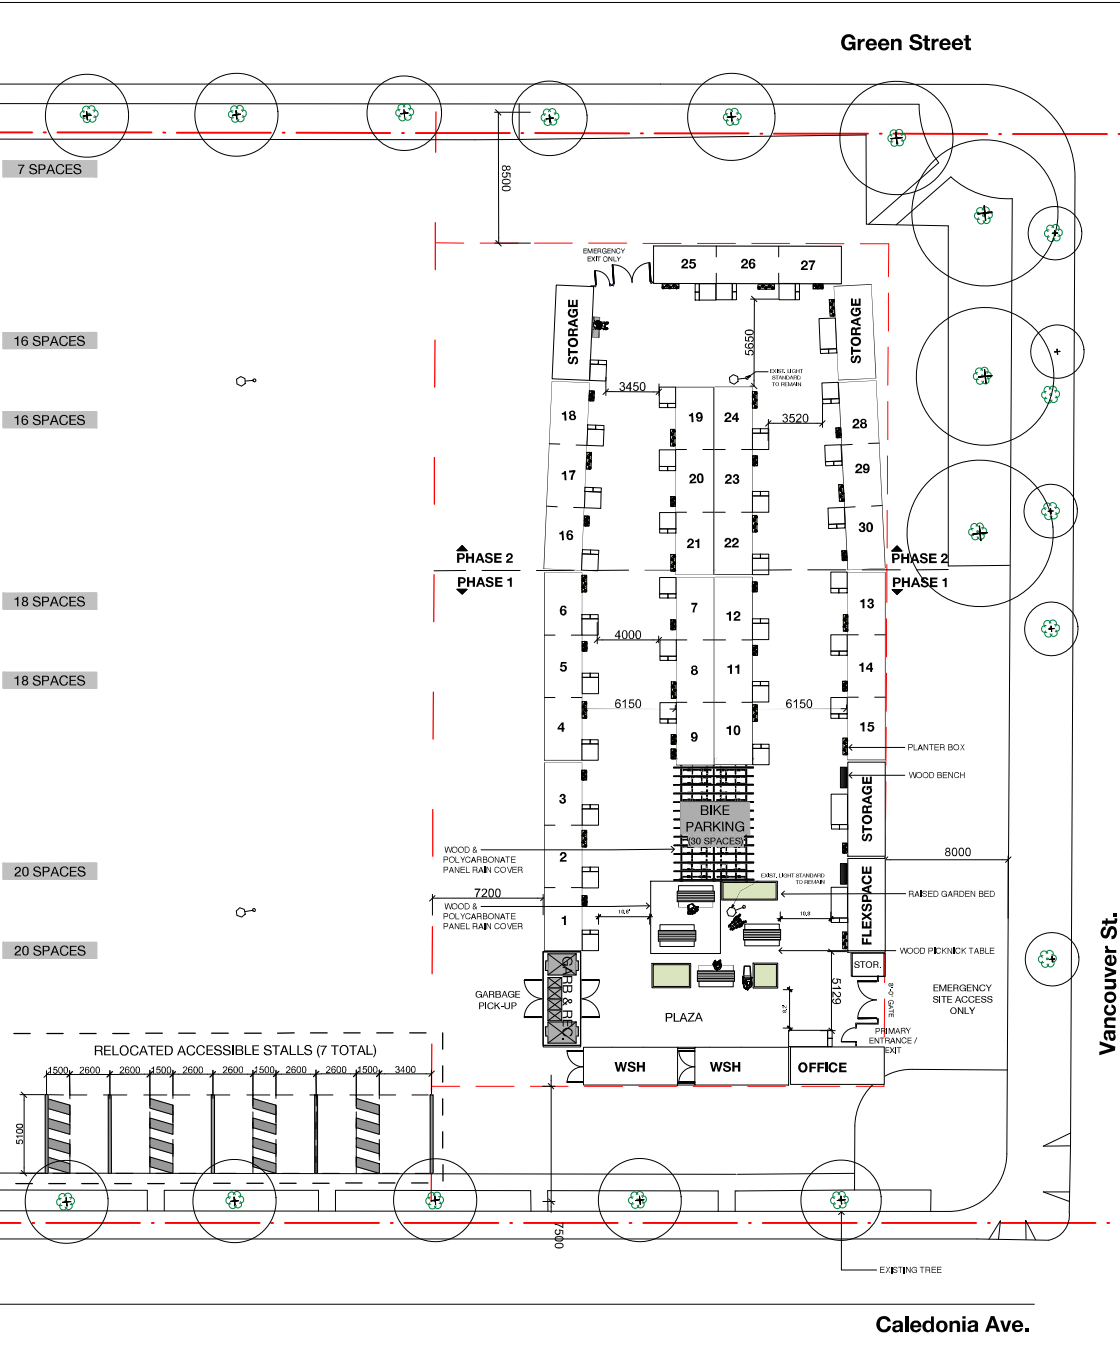 Green Street
7 SPACES
8500
EMERGENCY
EXIT ONLY
25
26
27
STORAGE
STORAGE
16 SPACES
5650
EXIST. LIGHT
STANDARD
TO REMAIN
3450
3520
16 SPACES
18
19
24
28
17
20
23
29
16
21
22
30
PHASE 2
PHASE 2
PHASE 1
PHASE 1
18 SPACES
6
7
12
13
4000
5
8
11
14
18 SPACES
6150
6150
4
9
10
15
PLANTER BOX
WOOD BENCH
3
BIKE
PARKING
(30 SPACES)
STORAGE
WOOD &
POLYCARBONATE
PANEL RAIN COVER
2
8000
20 SPACES
EXIST. LIGHT STANDARD
TO REMAIN
7200
RAISED GARDEN BED
WOOD &
POLYCARBONATE
PANEL RAIN COVER
1
FLEXSPACE
WOOD PICKNICK TABLE
20 SPACES
Vancouver St.
GARB & REC.
STOR.
GARBAGE
PICK-UP
5129
8'-0" GATE
EMERGENCY
SITE ACCESS
ONLY
PLAZA
PRIMARY
ENTRANCE /
EXIT
RELOCATED ACCESSIBLE STALLS (7 TOTAL)
WSH
WSH
OFFICE
1500
2600
2600
1500
2600
2600
1500
2600
2600
1500
3400
5100
7500
EXISTING TREE
Caledonia Ave.